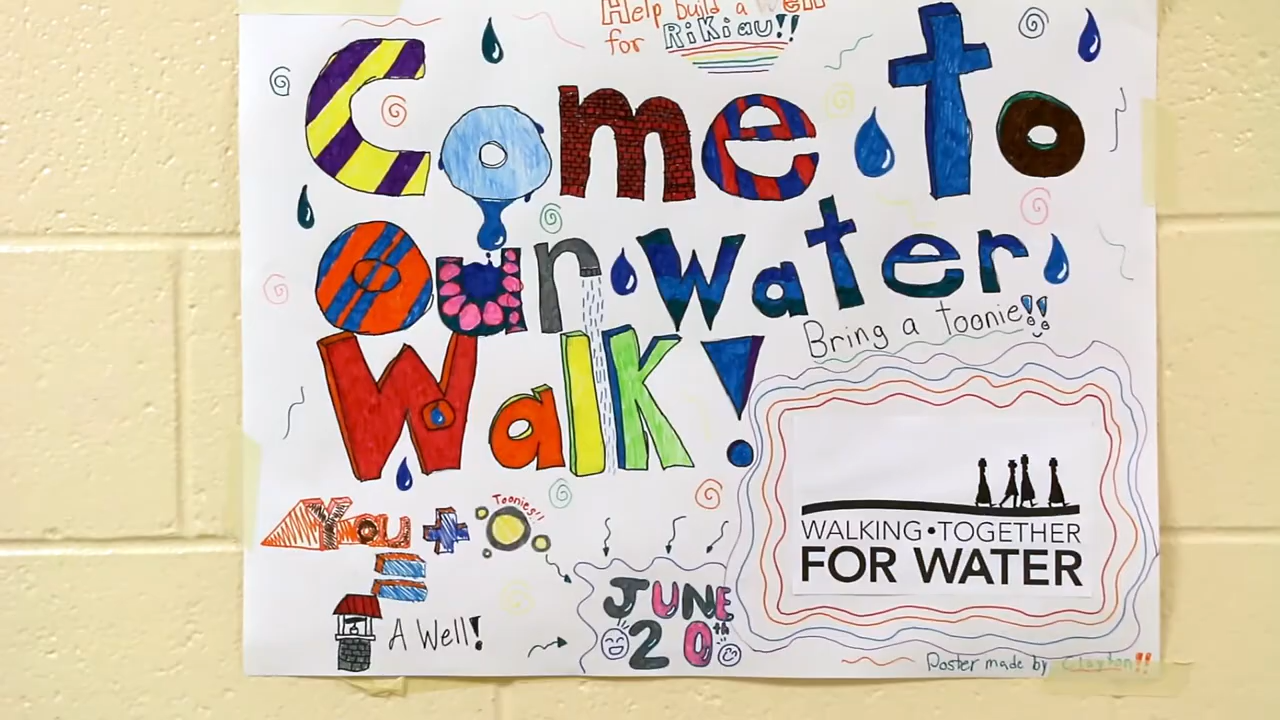 Help build a Well
for RiKiau!!
Come to
Our Water
Bring a toonie!!
Walk!
WALKING•TOGETHER
FOR WATER
Toonies!!
You +
=
A Well!
JUNE
20th
Poster made by Clayton!!